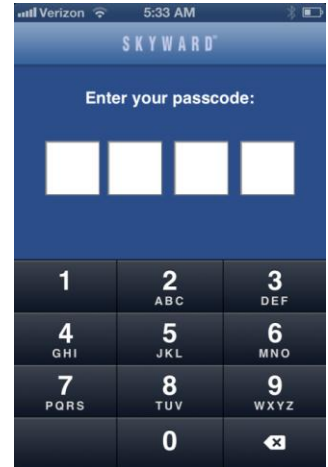 Verizon 5:33 AM
SKYWARD™
Enter your passcode:
1 2 3
ABC DEF
4 5 6
GHI JKL MNO
7 8 9
PQRS TUV WXYZ
0